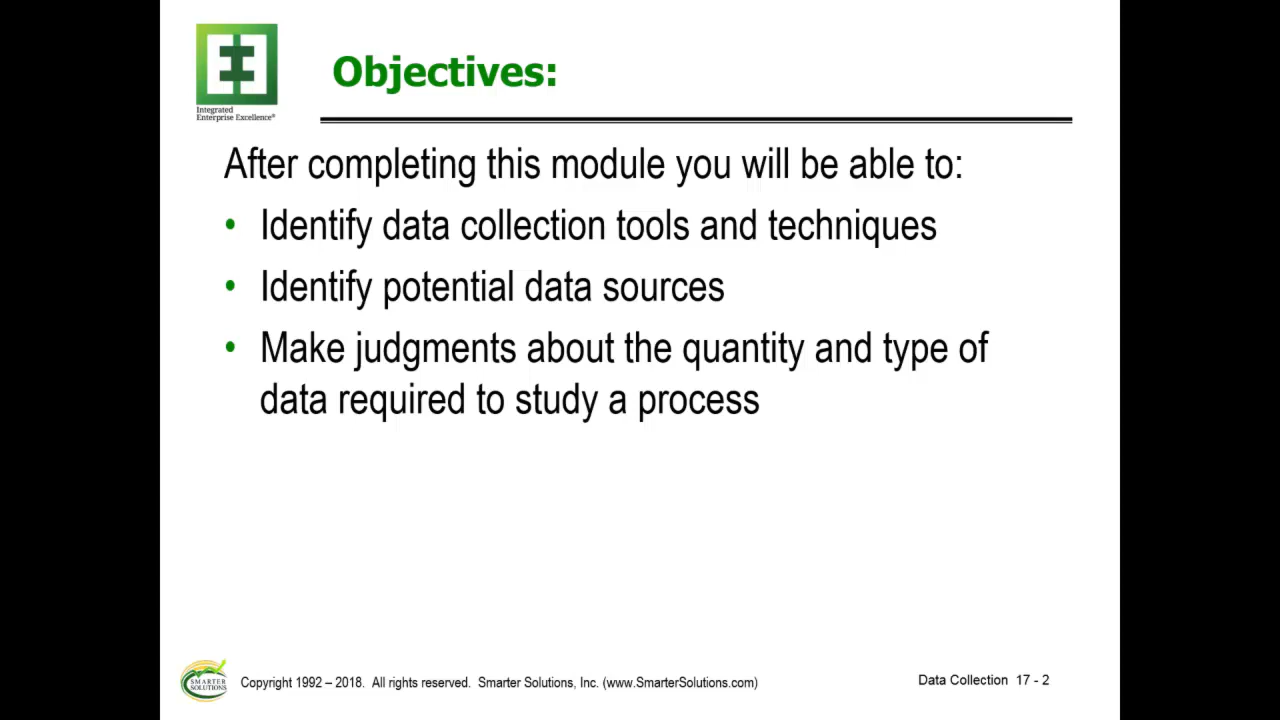 Objectives:
Integrated
Enterprise Excellence®
After completing this module you will be able to:
• Identify data collection tools and techniques
• Identify potential data sources
• Make judgments about the quantity and type of
data required to study a process
SMARTER
SOLUTIONS
Copyright 1992 – 2018. All rights reserved. Smarter Solutions, Inc. (www.SmarterSolutions.com)
Data Collection 17 - 2